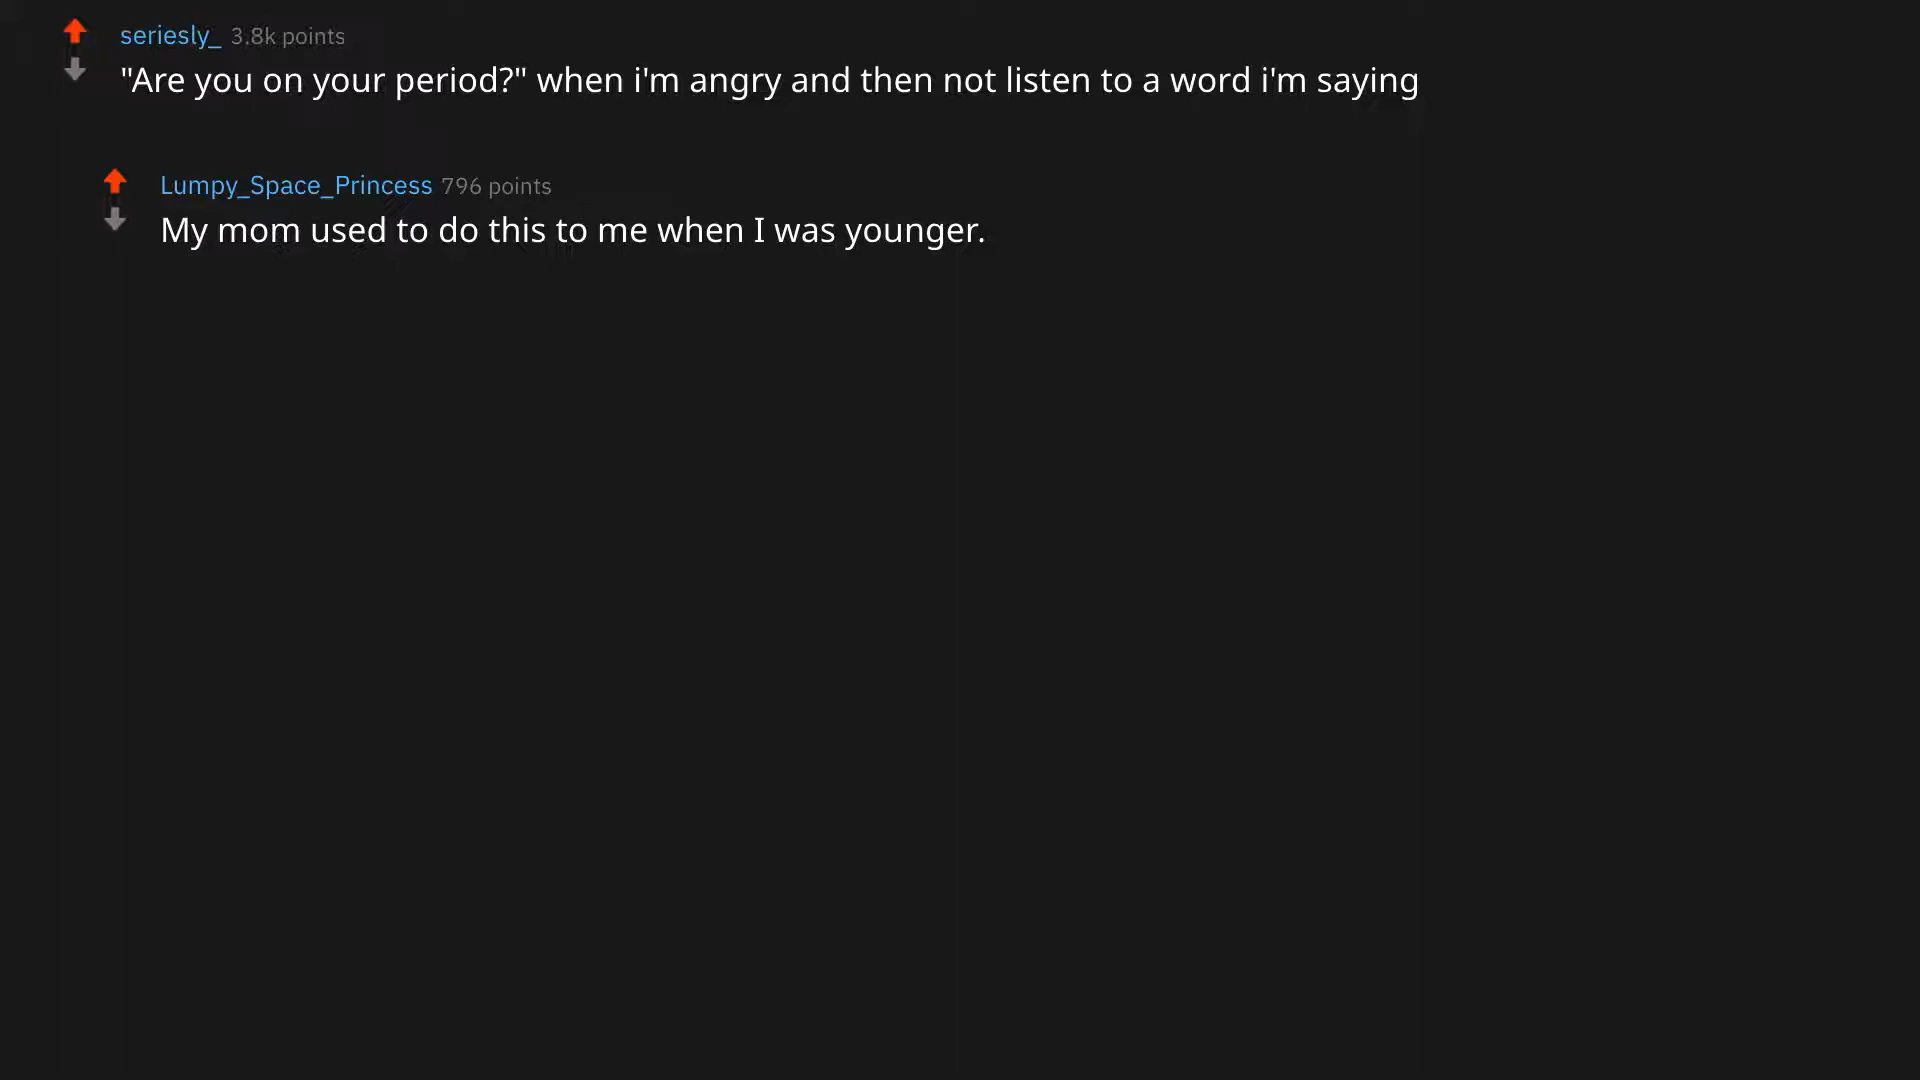 seriesly_ 3.8k points
"Are you on your period?" when i'm angry and then not listen to a word i'm saying
Lumpy_Space_Princess 796 points
My mom used to do this to me when I was younger.